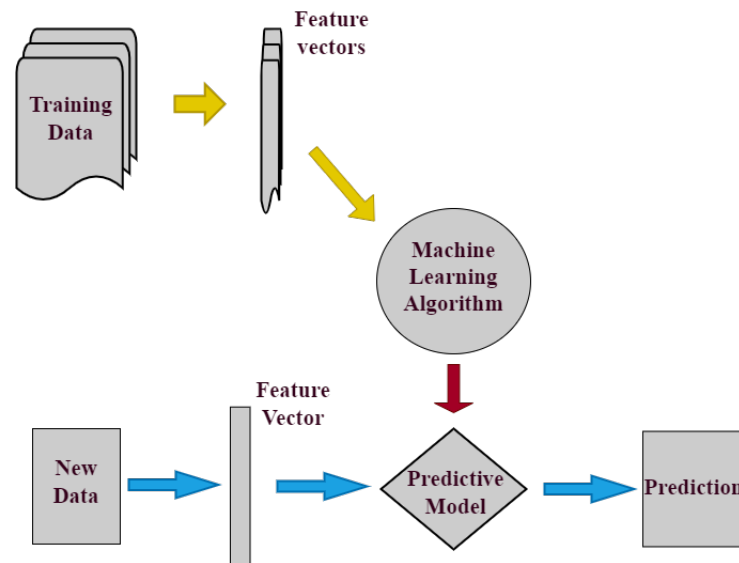 Feature
vectors
Training
Data
Machine
Learning
Algorithm
Feature
Vector
New
Data
Predictive
Model
Prediction